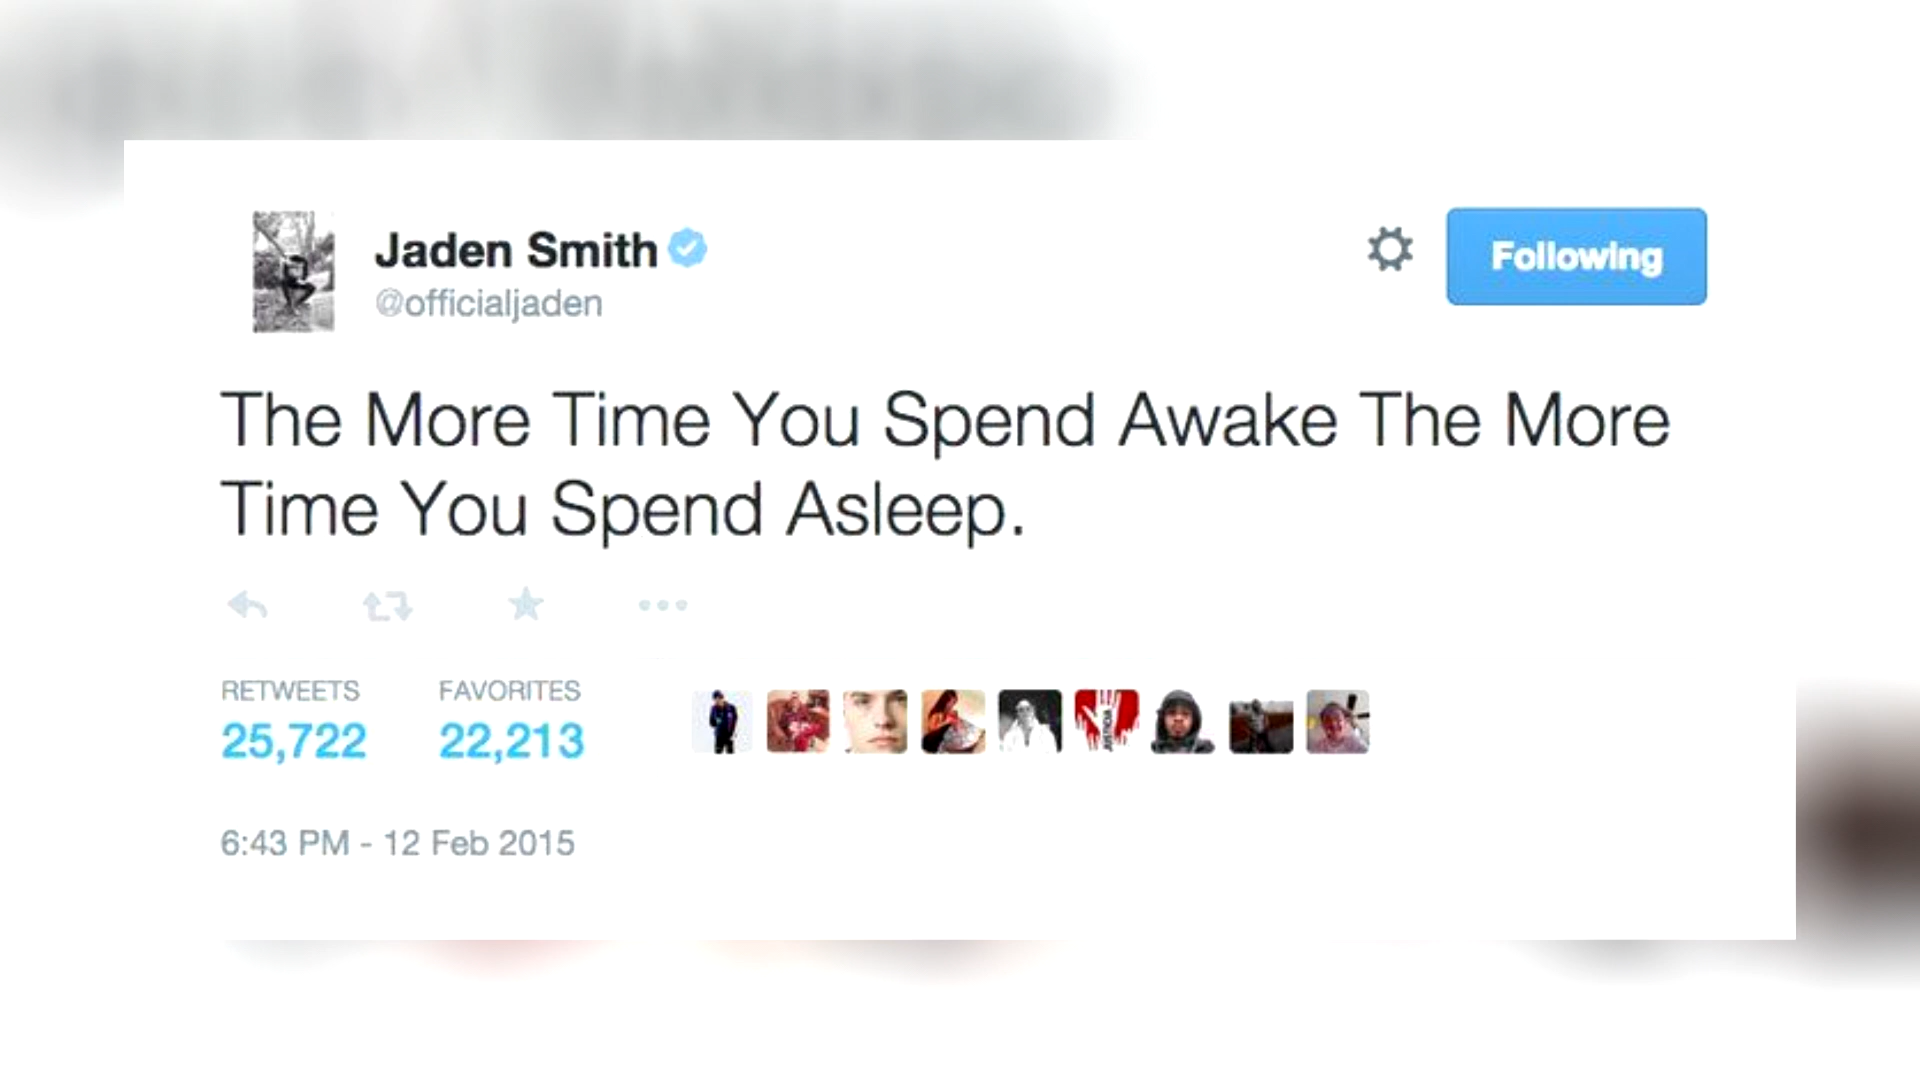 Jaden Smith
@officialjaden
Following
The More Time You Spend Awake The More
Time You Spend Asleep.
RETWEETS FAVORITES
25,722 22,213
JUSTICIA
6:43 PM - 12 Feb 2015